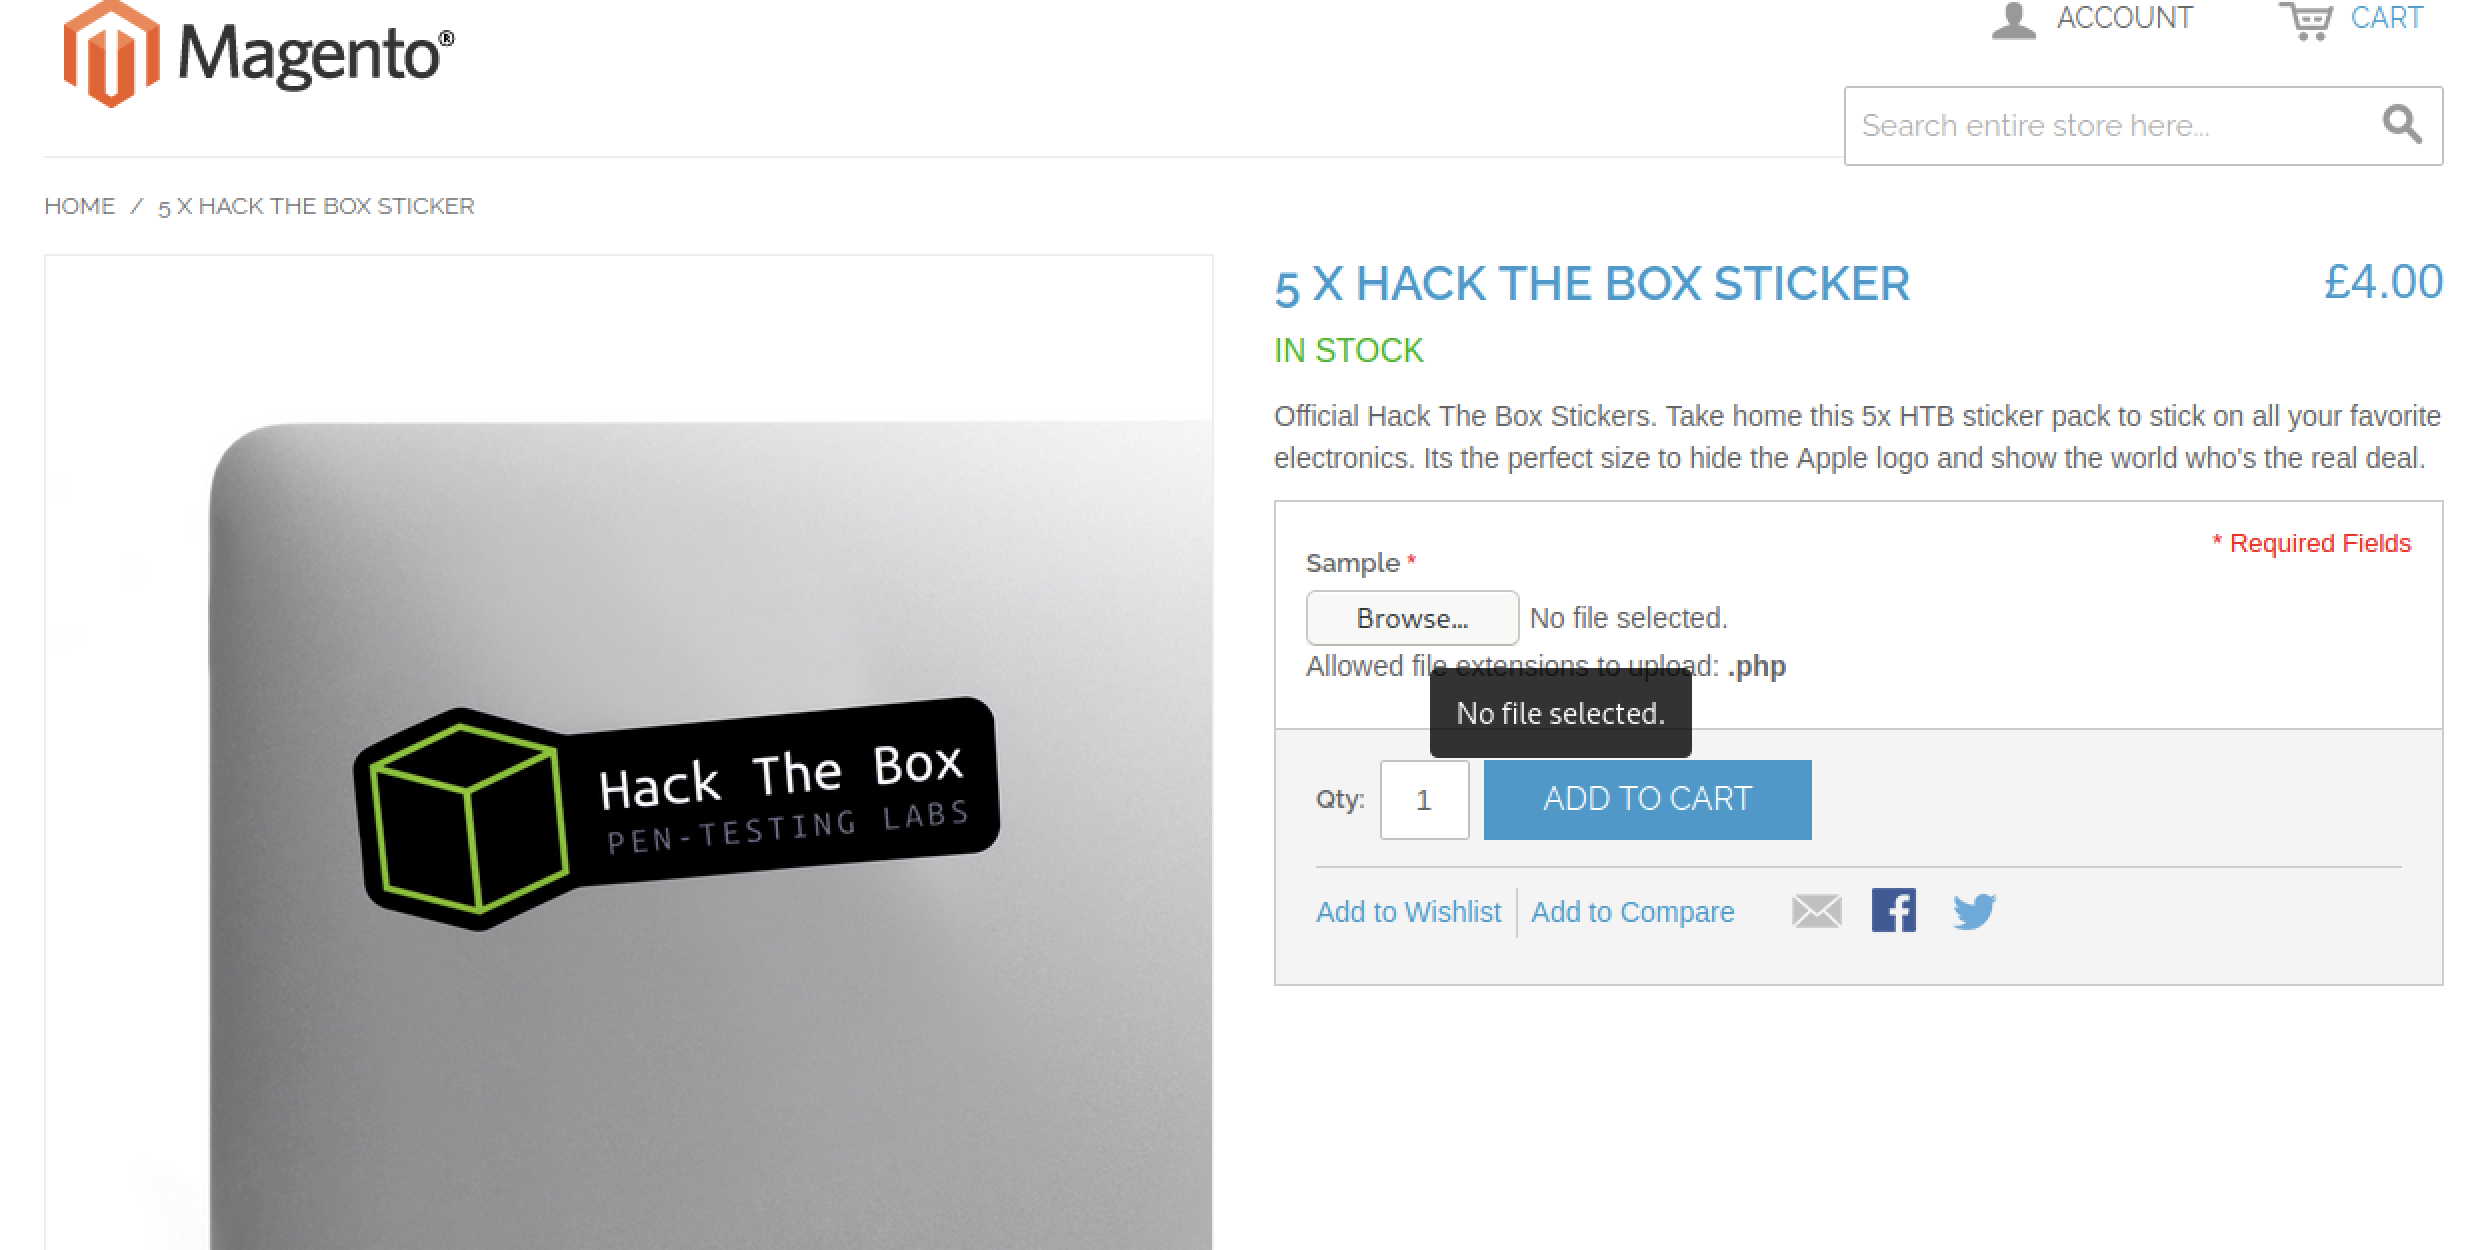 Magento®
ACCOUNT
CART
Search entire store here...
HOME / 5 X HACK THE BOX STICKER
5 X HACK THE BOX STICKER
£4.00
IN STOCK
Official Hack The Box Stickers. Take home this 5x HTB sticker pack to stick on all your favorite
electronics. Its the perfect size to hide the Apple logo and show the world who's the real deal.
* Required Fields
Sample *
Browse... No file selected.
Allowed file extensions to upload: .php
No file selected.
Qty: 1 ADD TO CART
Add to Wishlist Add to Compare
Hack The Box
PEN-TESTING LABS